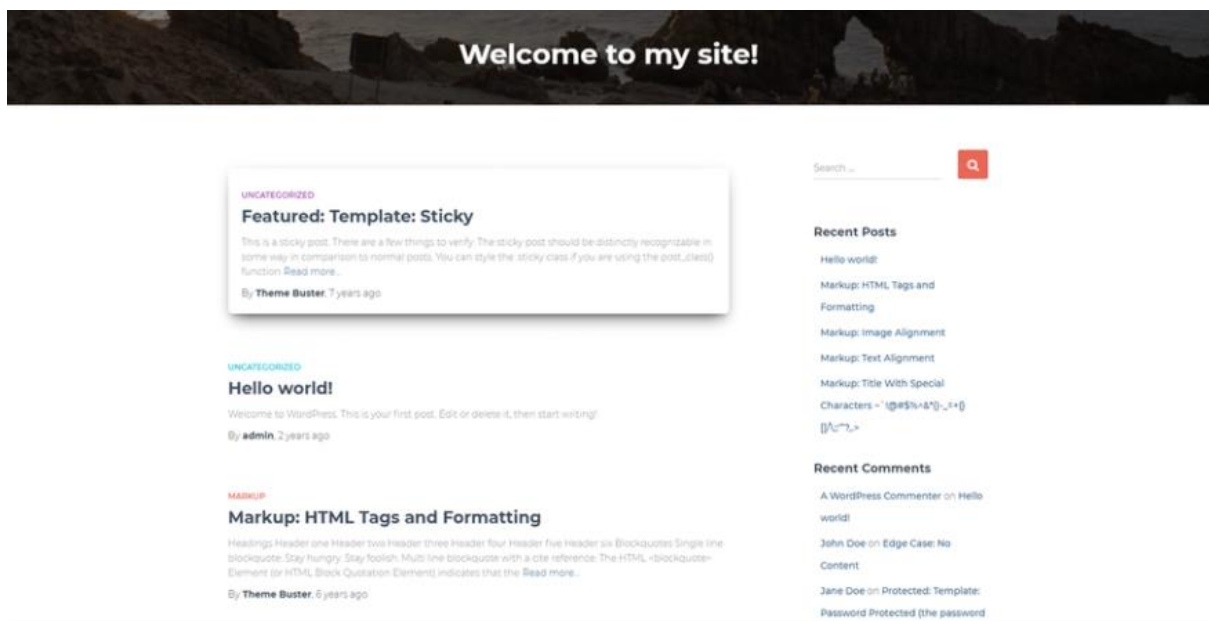 Welcome to my site!
UNCATEGORIZED
Featured: Template: Sticky
This is a sticky post. There are a few things to verify: The sticky post should be distinctly recognizable in
some way in comparison to normal posts. You can style the .sticky class if you are using the post_class()
function Read more...
By Theme Buster, 7 years ago
UNCATEGORIZED
Hello world!
Welcome to WordPress. This is your first post. Edit or delete it, then start writing!
By admin, 2 years ago
MARKUP
Markup: HTML Tags and Formatting
Headings Header one Header two Header three Header four Header five Header six Blockquotes Single line
blockquote: Stay hungry. Stay foolish. Multi line blockquote with a cite reference: The HTML <blockquote>
Element (or HTML Block Quotation Element) indicates that the Read more...
By Theme Buster, 6 years ago
Search ...
Recent Posts
Hello world!
Markup: HTML Tags and
Formatting
Markup: Image Alignment
Markup: Text Alignment
Markup: Title With Special
Characters
Recent Comments
A WordPress Commenter on Hello
world!
John Doe on Edge Case: No
Content
Jane Doe on Protected: Template:
Password Protected (the password